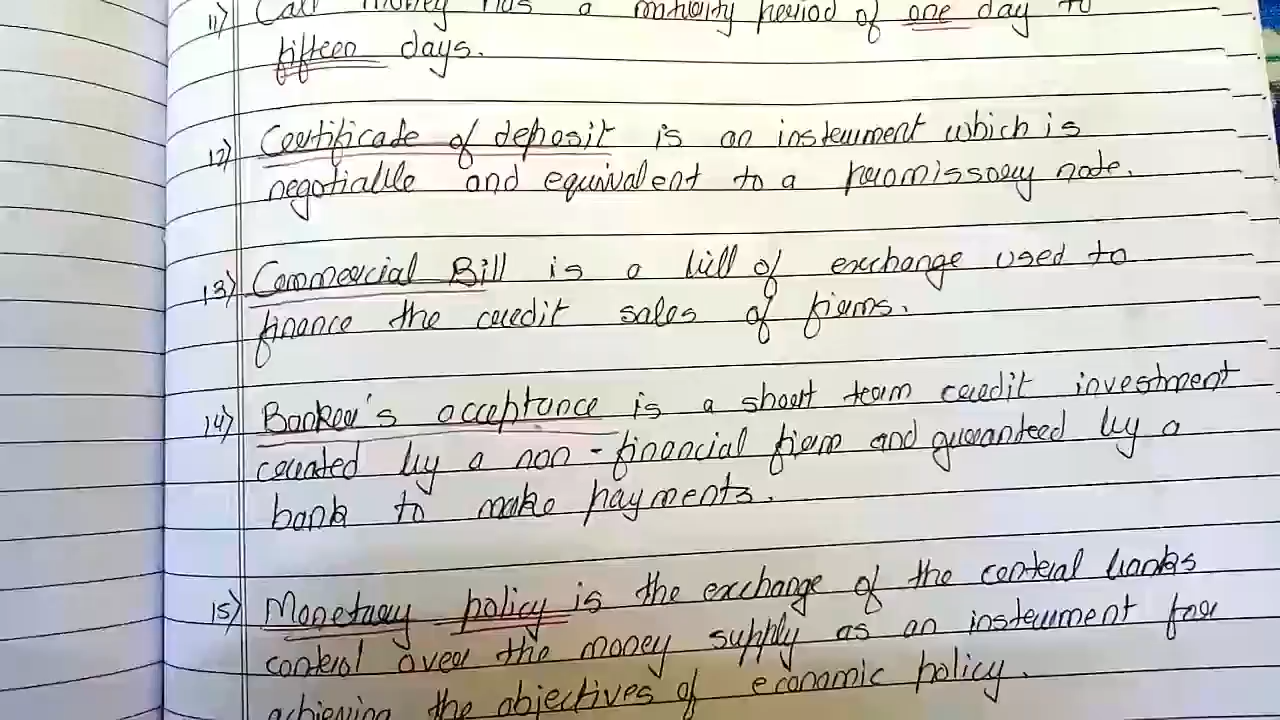 11) Call money has a maturity period of one day to
fifteen days.
12) Certificate of deposit is an instrument which is
negotiable and equivalent to a promissory note.
13) Commercial Bill is a bill of exchange used to
finance the credit sales of firms.
14) Banker's acceptance is a short team credit investment
created by a non-financial firm and guaranteed by a
bank to make payments.
15) Monetary policy is the exchange of the central banks
control over the money supply as an instrument for
achieving the objectives of economic policy.